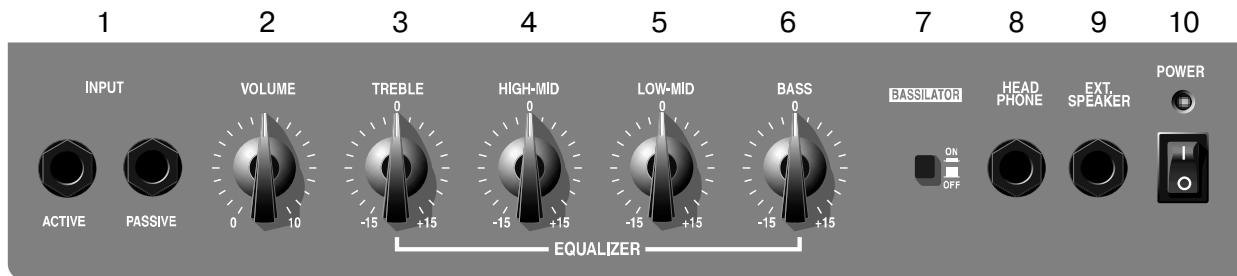 1 2 3 4 5 6 7 8 9 10
INPUT
ACTIVE PASSIVE
VOLUME
0 10
TREBLE
0
-15 +15
HIGH-MID
0
-15 +15
LOW-MID
0
-15 +15
BASS
0
-15 +15
EQUALIZER
BASSILATOR
ON
OFF
HEAD
PHONE
EXT.
SPEAKER
POWER
I
O